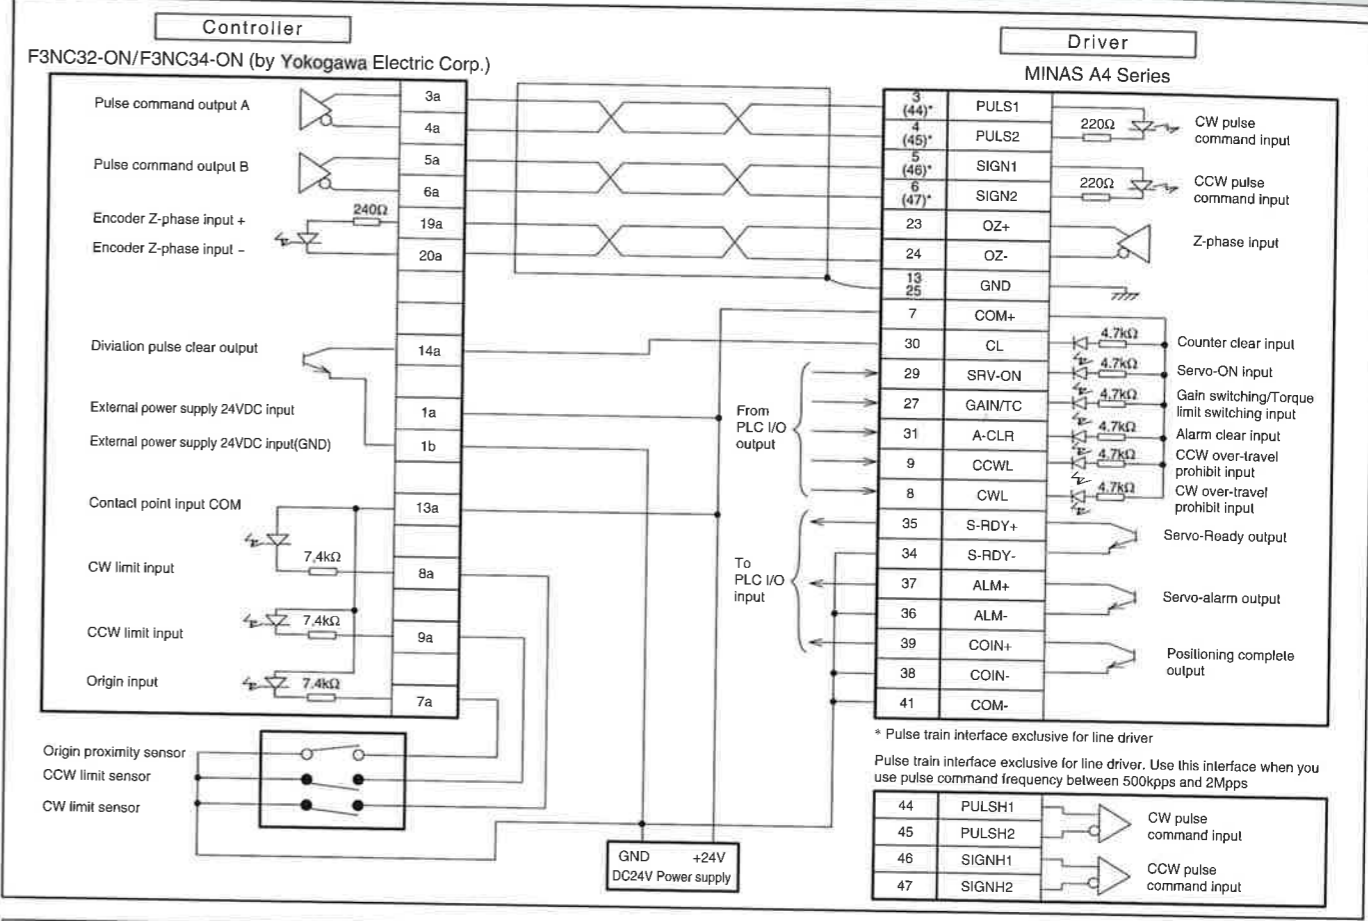 Controller
F3NC32-ON/F3NC34-ON (by Yokogawa Electric Corp.)
Pulse command output A
3a
4a
Pulse command output B
5a
6a
Encoder Z-phase input +
240Ω
19a
Encoder Z-phase input −
20a
Diviation pulse clear output
14a
External power supply 24VDC input
1a
External power supply 24VDC input(GND)
1b
Contact point input COM
13a
CW limit input
7,4kΩ
8a
CCW limit input
7,4kΩ
9a
Origin input
7,4kΩ
7a
Origin proximity sensor
CCW limit sensor
CW limit sensor
GND +24V
DC24V Power supply
From
PLC I/O
output
To
PLC I/O
input
Driver
MINAS A4 Series
3
(44)*
PULS1
4
(45)*
PULS2
220Ω
CW pulse
command input
5
(46)*
SIGN1
6
(47)*
SIGN2
220Ω
CCW pulse
command input
23 OZ+
24 OZ-
Z-phase input
13
25
GND
7 COM+
30 CL 4.7kΩ Counter clear input
29 SRV-ON 4.7kΩ Servo-ON input
27 GAIN/TC 4.7kΩ Gain switching/Torque
limit switching input
31 A-CLR 4.7kΩ Alarm clear input
9 CCWL 4.7kΩ CCW over-travel
prohibit input
8 CWL 4.7kΩ CW over-travel
prohibit input
35 S-RDY+
34 S-RDY-
Servo-Ready output
37 ALM+
36 ALM-
Servo-alarm output
39 COIN+
38 COIN-
Positioning complete
output
41 COM-
* Pulse train interface exclusive for line driver
Pulse train interface exclusive for line driver. Use this interface when you
use pulse command frequency between 500kpps and 2Mpps
44 PULSH1
45 PULSH2
CW pulse
command input
46 SIGNH1
47 SIGNH2
CCW pulse
command input